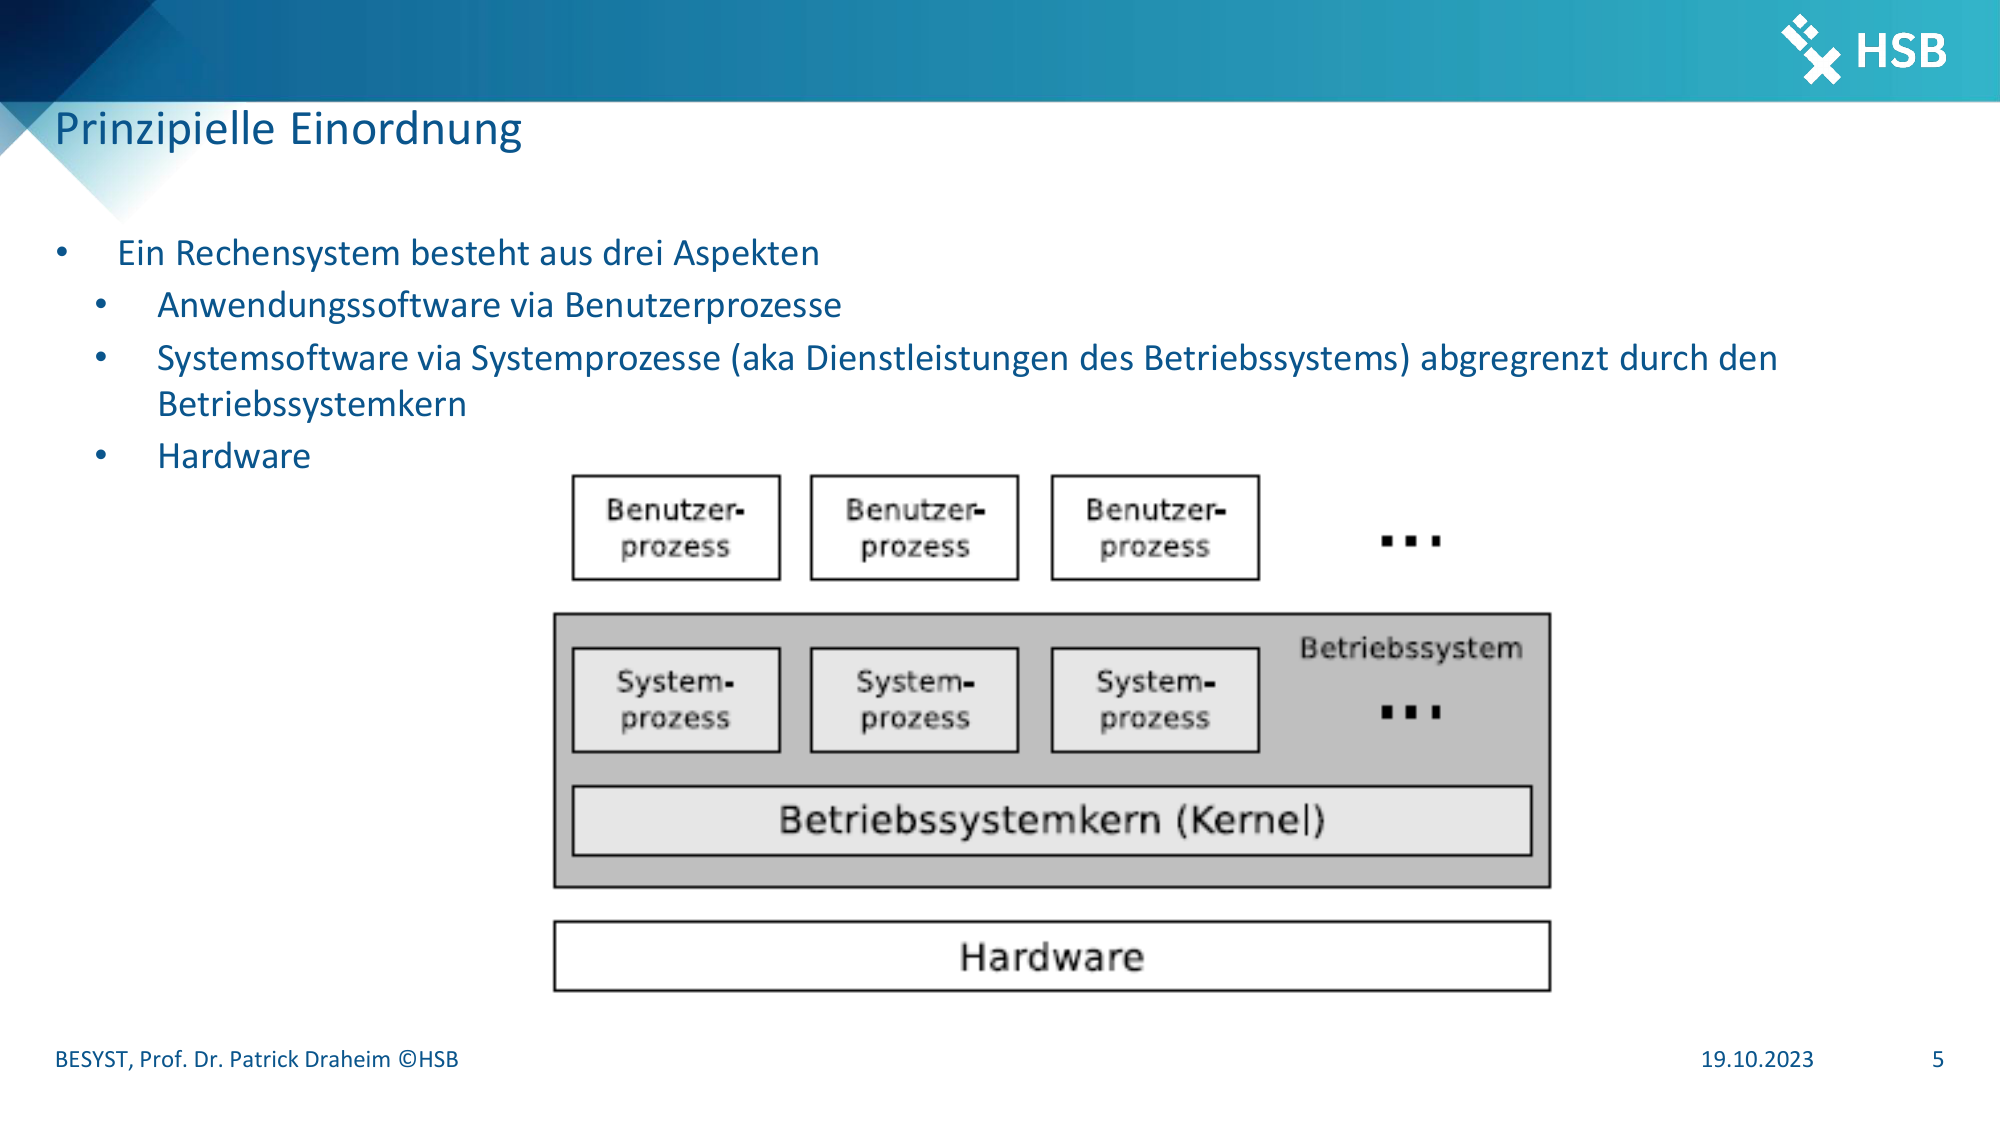 HSB
Prinzipielle Einordnung
• Ein Rechensystem besteht aus drei Aspekten
• Anwendungssoftware via Benutzerprozesse
• Systemsoftware via Systemprozesse (aka Dienstleistungen des Betriebssystems) abgregrenzt durch den
Betriebssystemkern
• Hardware
Benutzer-
prozess
Benutzer-
prozess
Benutzer-
prozess
...
Betriebssystem
System-
prozess
System-
prozess
System-
prozess
...
Betriebssystemkern (Kernel)
Hardware
BESYST, Prof. Dr. Patrick Draheim ©HSB
19.10.2023
5